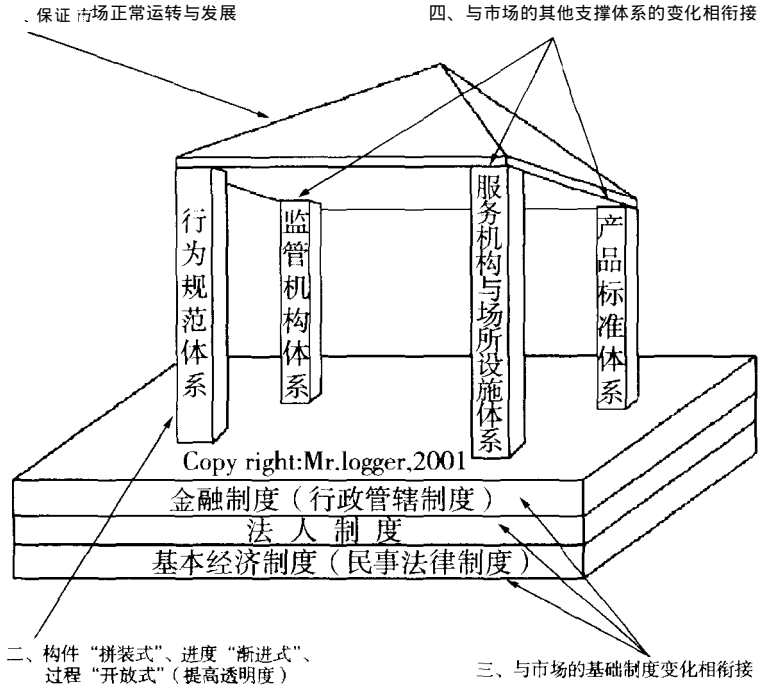 、保证市场正常运转与发展
四、与市场的其他支撑体系的变化相衔接
行为规范体系
监管机构体系
服务机构与场所设施体系
产品标准体系
Copy right:Mr.logger,2001
金融制度（行政管辖制度）
法人制度
基本经济制度（民事法律制度）
二、构件“拼装式”、进度“渐进式”、
过程“开放式”（提高透明度）
三、与市场的基础制度变化相衔接